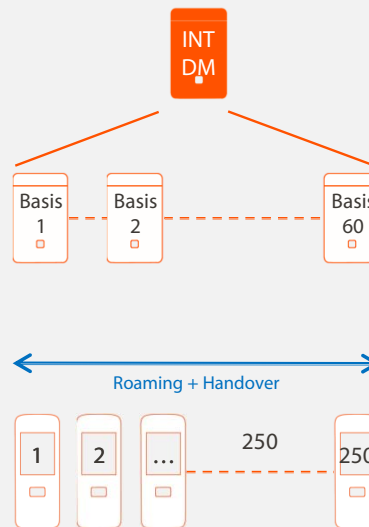 INT
DM
Basis
1
Basis
2
Basis
60
Roaming + Handover
1
2
...
250
250